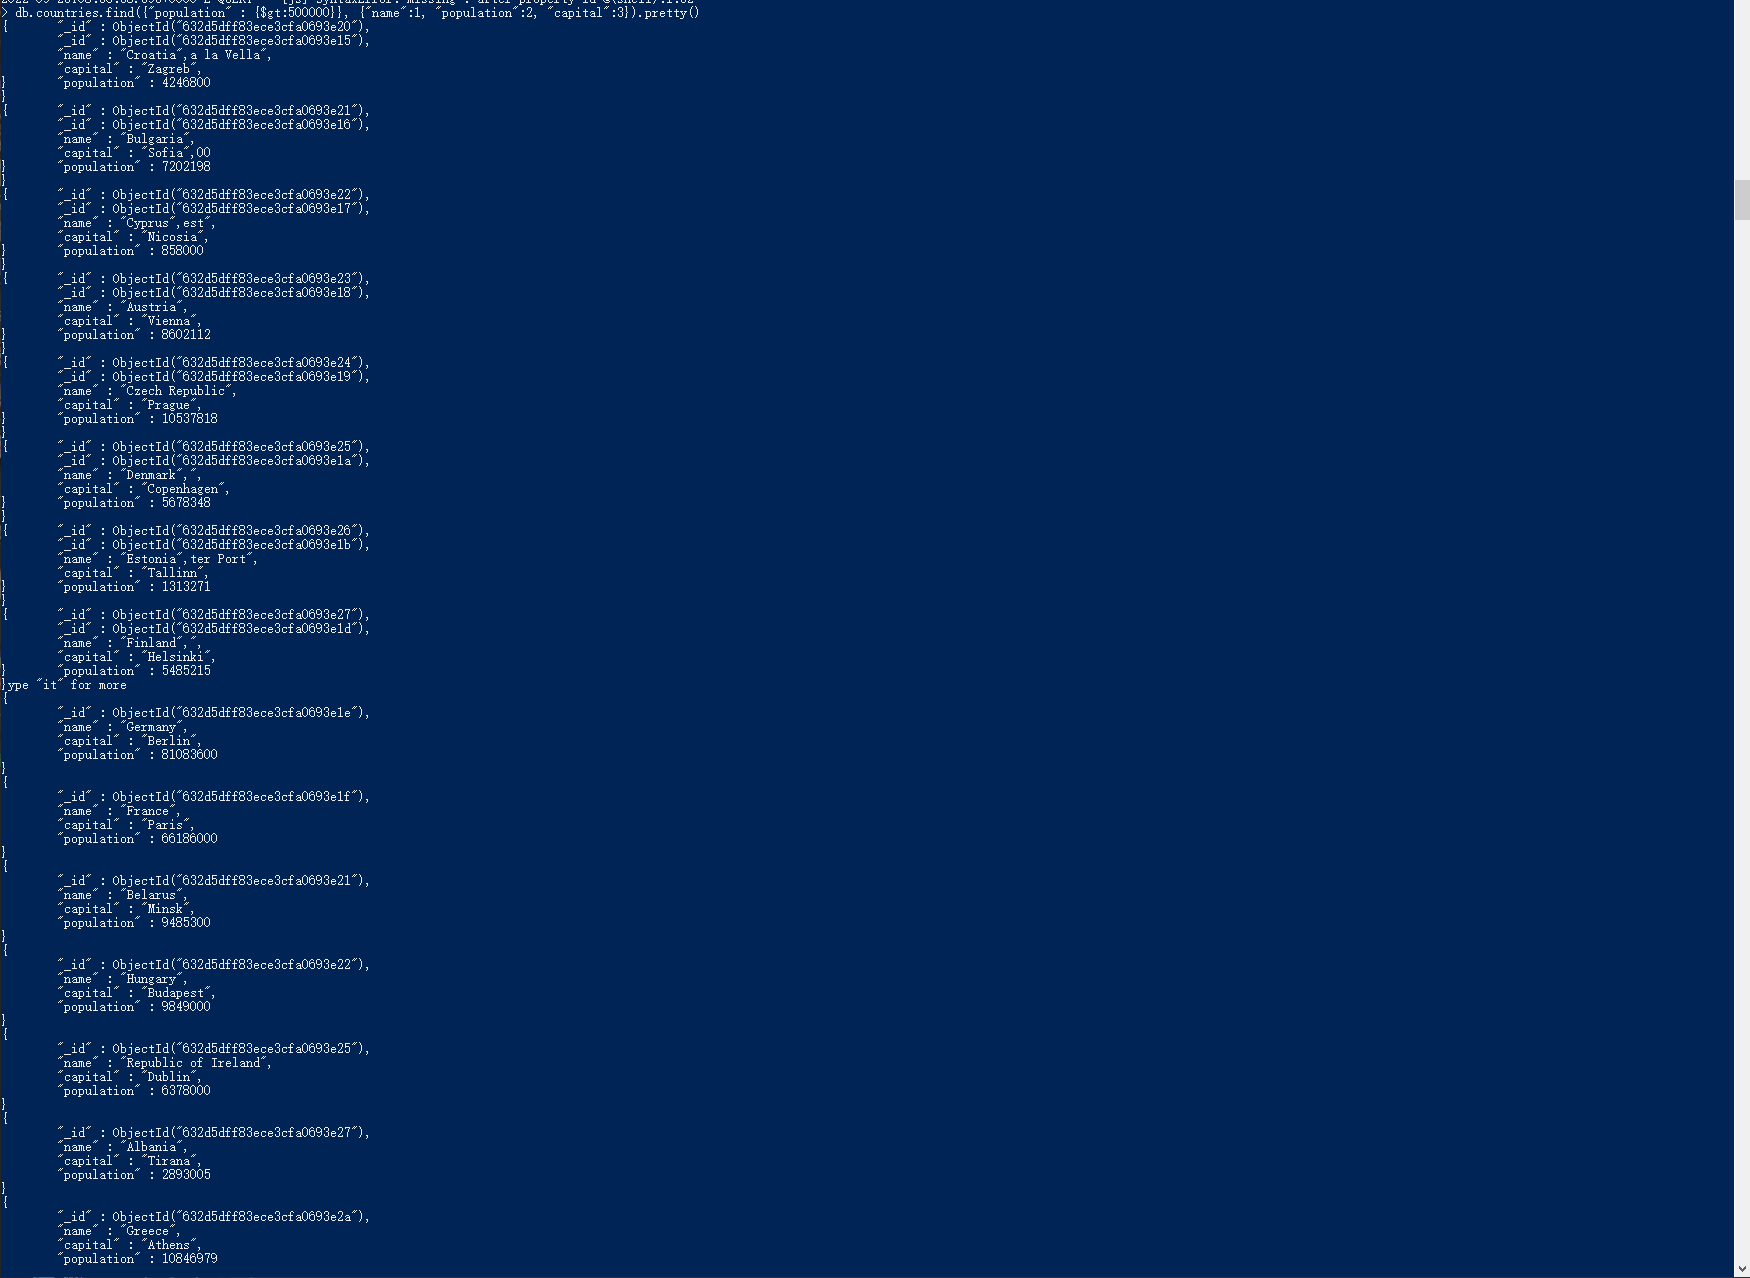 > db.countries.find({"population" : {$gt:500000}}, {"name":1, "population":2, "capital":3}).pretty()
{ "_id" : ObjectId("632d5dff83ece3cfa0693e20"),
"_id" : ObjectId("632d5dff83ece3cfa0693e15"),
"name" : "Croatia",a la Vella",
"capital" : "Zagreb",
} "population" : 4246800
}
{ "_id" : ObjectId("632d5dff83ece3cfa0693e21"),
"_id" : ObjectId("632d5dff83ece3cfa0693e16"),
"name" : "Bulgaria",
"capital" : "Sofia",00
} "population" : 7202198
}
{ "_id" : ObjectId("632d5dff83ece3cfa0693e22"),
"_id" : ObjectId("632d5dff83ece3cfa0693e17"),
"name" : "Cyprus",est",
"capital" : "Nicosia",
} "population" : 858000
}
{ "_id" : ObjectId("632d5dff83ece3cfa0693e23"),
"_id" : ObjectId("632d5dff83ece3cfa0693e18"),
"name" : "Austria",
"capital" : "Vienna",
} "population" : 8602112
}
{ "_id" : ObjectId("632d5dff83ece3cfa0693e24"),
"_id" : ObjectId("632d5dff83ece3cfa0693e19"),
"name" : "Czech Republic",
"capital" : "Prague",
} "population" : 10537818
}
{ "_id" : ObjectId("632d5dff83ece3cfa0693e25"),
"_id" : ObjectId("632d5dff83ece3cfa0693e1a"),
"name" : "Denmark",",
"capital" : "Copenhagen",
} "population" : 5678348
}
{ "_id" : ObjectId("632d5dff83ece3cfa0693e26"),
"_id" : ObjectId("632d5dff83ece3cfa0693e1b"),
"name" : "Estonia",ter Port",
"capital" : "Tallinn",
} "population" : 1313271
}
{ "_id" : ObjectId("632d5dff83ece3cfa0693e27"),
"_id" : ObjectId("632d5dff83ece3cfa0693e1d"),
"name" : "Finland",",
"capital" : "Helsinki",
} "population" : 5485215
}ype "it" for more
{
"_id" : ObjectId("632d5dff83ece3cfa0693e1e"),
"name" : "Germany",
"capital" : "Berlin",
"population" : 81083600
}
{
"_id" : ObjectId("632d5dff83ece3cfa0693e1f"),
"name" : "France",
"capital" : "Paris",
"population" : 66186000
}
{
"_id" : ObjectId("632d5dff83ece3cfa0693e21"),
"name" : "Belarus",
"capital" : "Minsk",
"population" : 9485300
}
{
"_id" : ObjectId("632d5dff83ece3cfa0693e22"),
"name" : "Hungary",
"capital" : "Budapest",
"population" : 9849000
}
{
"_id" : ObjectId("632d5dff83ece3cfa0693e25"),
"name" : "Republic of Ireland",
"capital" : "Dublin",
"population" : 6378000
}
{
"_id" : ObjectId("632d5dff83ece3cfa0693e27"),
"name" : "Albania",
"capital" : "Tirana",
"population" : 2893005
}
{
"_id" : ObjectId("632d5dff83ece3cfa0693e2a"),
"name" : "Greece",
"capital" : "Athens",
"population" : 10846979